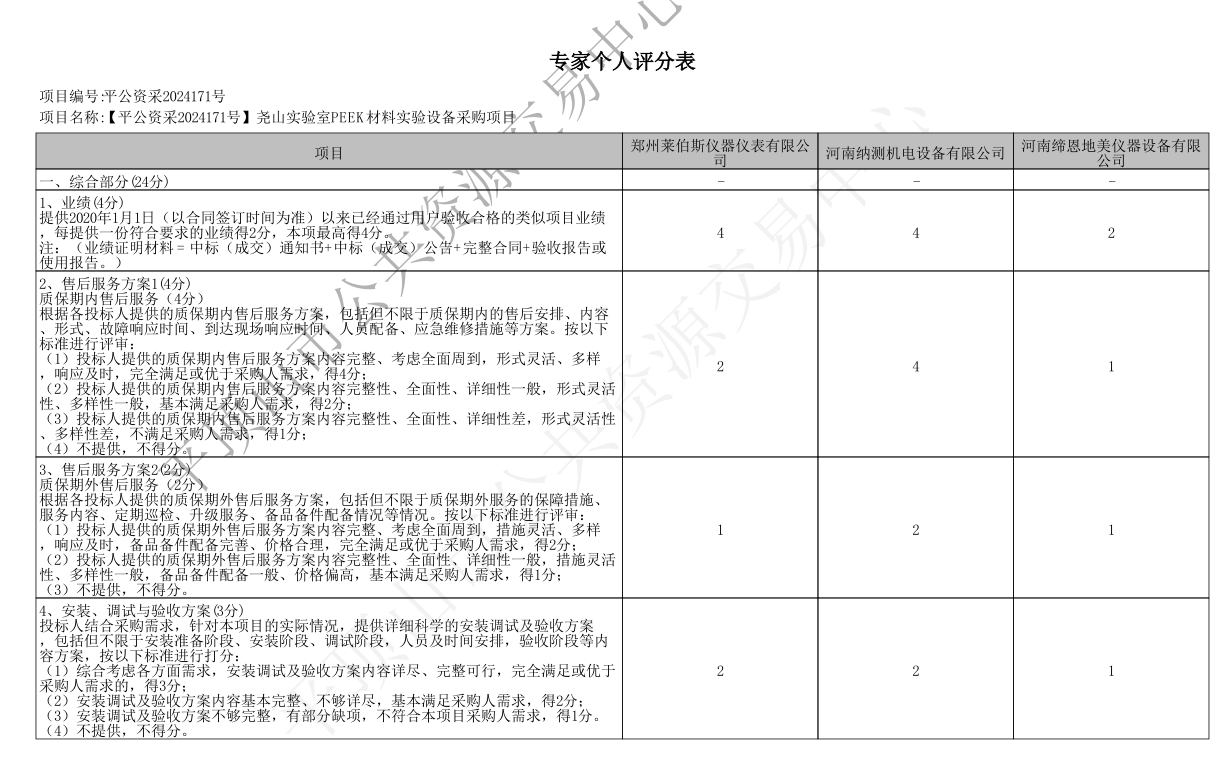 专家个人评分表
项目编号:平公资采2024171号
项目名称:【平公资采2024171号】尧山实验室PEEK材料实验设备采购项目
项目
郑州莱伯斯仪器仪表有限公
司
河南纳测机电设备有限公司
河南缔恩地美仪器设备有限
公司
一、综合部分(24分)
-
-
-
1、业绩(4分)
提供2020年1月1日（以合同签订时间为准）以来已经通过用户验收合格的类似项目业绩
，每提供一份符合要求的业绩得2分，本项最高得4分。
注：（业绩证明材料＝中标（成交）通知书+中标（成交）公告+完整合同+验收报告或
使用报告。）
4
4
2
2、售后服务方案1(4分)
质保期内售后服务（4分）
根据各投标人提供的质保期内售后服务方案，包括但不限于质保期内的售后安排、内容
、形式、故障响应时间、到达现场响应时间、人员配备、应急维修措施等方案。按以下
标准进行评审：
（1）投标人提供的质保期内售后服务方案内容完整、考虑全面周到，形式灵活、多样
，响应及时，完全满足或优于采购人需求，得4分；
（2）投标人提供的质保期内售后服务方案内容完整性、全面性、详细性一般，形式灵活
性、多样性一般，基本满足采购人需求，得2分；
（3）投标人提供的质保期内售后服务方案内容完整性、全面性、详细性差，形式灵活性
、多样性差，不满足采购人需求，得1分；
（4）不提供，不得分。
2
4
1
3、售后服务方案2(2分)
质保期外售后服务（2分）
根据各投标人提供的质保期外售后服务方案，包括但不限于质保期外服务的保障措施、
服务内容、定期巡检、升级服务、备品备件配备情况等情况。按以下标准进行评审：
（1）投标人提供的质保期外售后服务方案内容完整、考虑全面周到，措施灵活、多样
，响应及时，备品备件配备完善、价格合理，完全满足或优于采购人需求，得2分；
（2）投标人提供的质保期外售后服务方案内容完整性、全面性、详细性一般，措施灵活
性、多样性一般，备品备件配备一般、价格偏高，基本满足采购人需求，得1分；
（3）不提供，不得分。
1
2
1
4、安装、调试与验收方案(3分)
投标人结合采购需求，针对本项目的实际情况，提供详细科学的安装调试及验收方案
，包括但不限于安装准备阶段、安装阶段、调试阶段，人员及时间安排，验收阶段等内
容方案，按以下标准进行打分：
（1）综合考虑各方面需求，安装调试及验收方案内容详尽、完整可行，完全满足或优于
采购人需求的，得3分；
（2）安装调试及验收方案内容基本完整、不够详尽，基本满足采购人需求，得2分；
（3）安装调试及验收方案不够完整，有部分缺项，不符合本项目采购人需求，得1分。
（4）不提供，不得分。
2
2
1
平顶山市公共资源交易中心
平顶山市公共资源交易中心